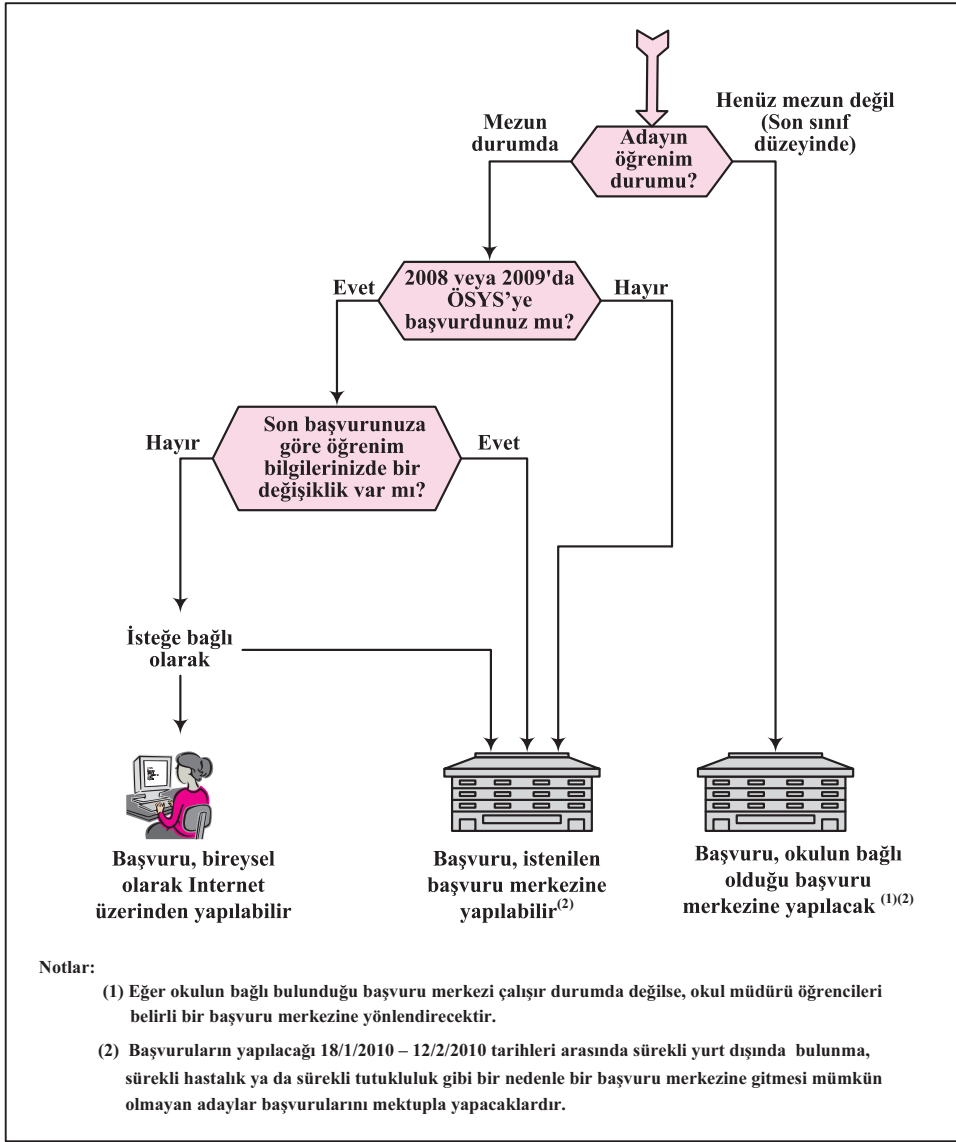 Henüz mezun değil
(Son sınıf
düzeyinde)
Mezun
durumda
Adayın
öğrenim
durumu?
2008 veya 2009'da
ÖSYS’ye
başvurdunuz mu?
Evet
Hayır
Son başvurunuza
göre öğrenim
bilgilerinizde bir
değişiklik var mı?
Hayır
Evet
İsteğe bağlı
olarak
Başvuru, bireysel
olarak Internet
üzerinden yapılabilir
Başvuru, istenilen
başvuru merkezine
yapılabilir(2)
Başvuru, okulun bağlı
olduğu başvuru
merkezine yapılacak (1)(2)
Notlar:
(1) Eğer okulun bağlı bulunduğu başvuru merkezi çalışır durumda değilse, okul müdürü öğrencileri
belirli bir başvuru merkezine yönlendirecektir.
(2) Başvuruların yapılacağı 18/1/2010 – 12/2/2010 tarihleri arasında sürekli yurt dışında bulunma,
sürekli hastalık ya da sürekli tutukluluk gibi bir nedenle bir başvuru merkezine gitmesi mümkün
olmayan adaylar başvurularını mektupla yapacaklardır.